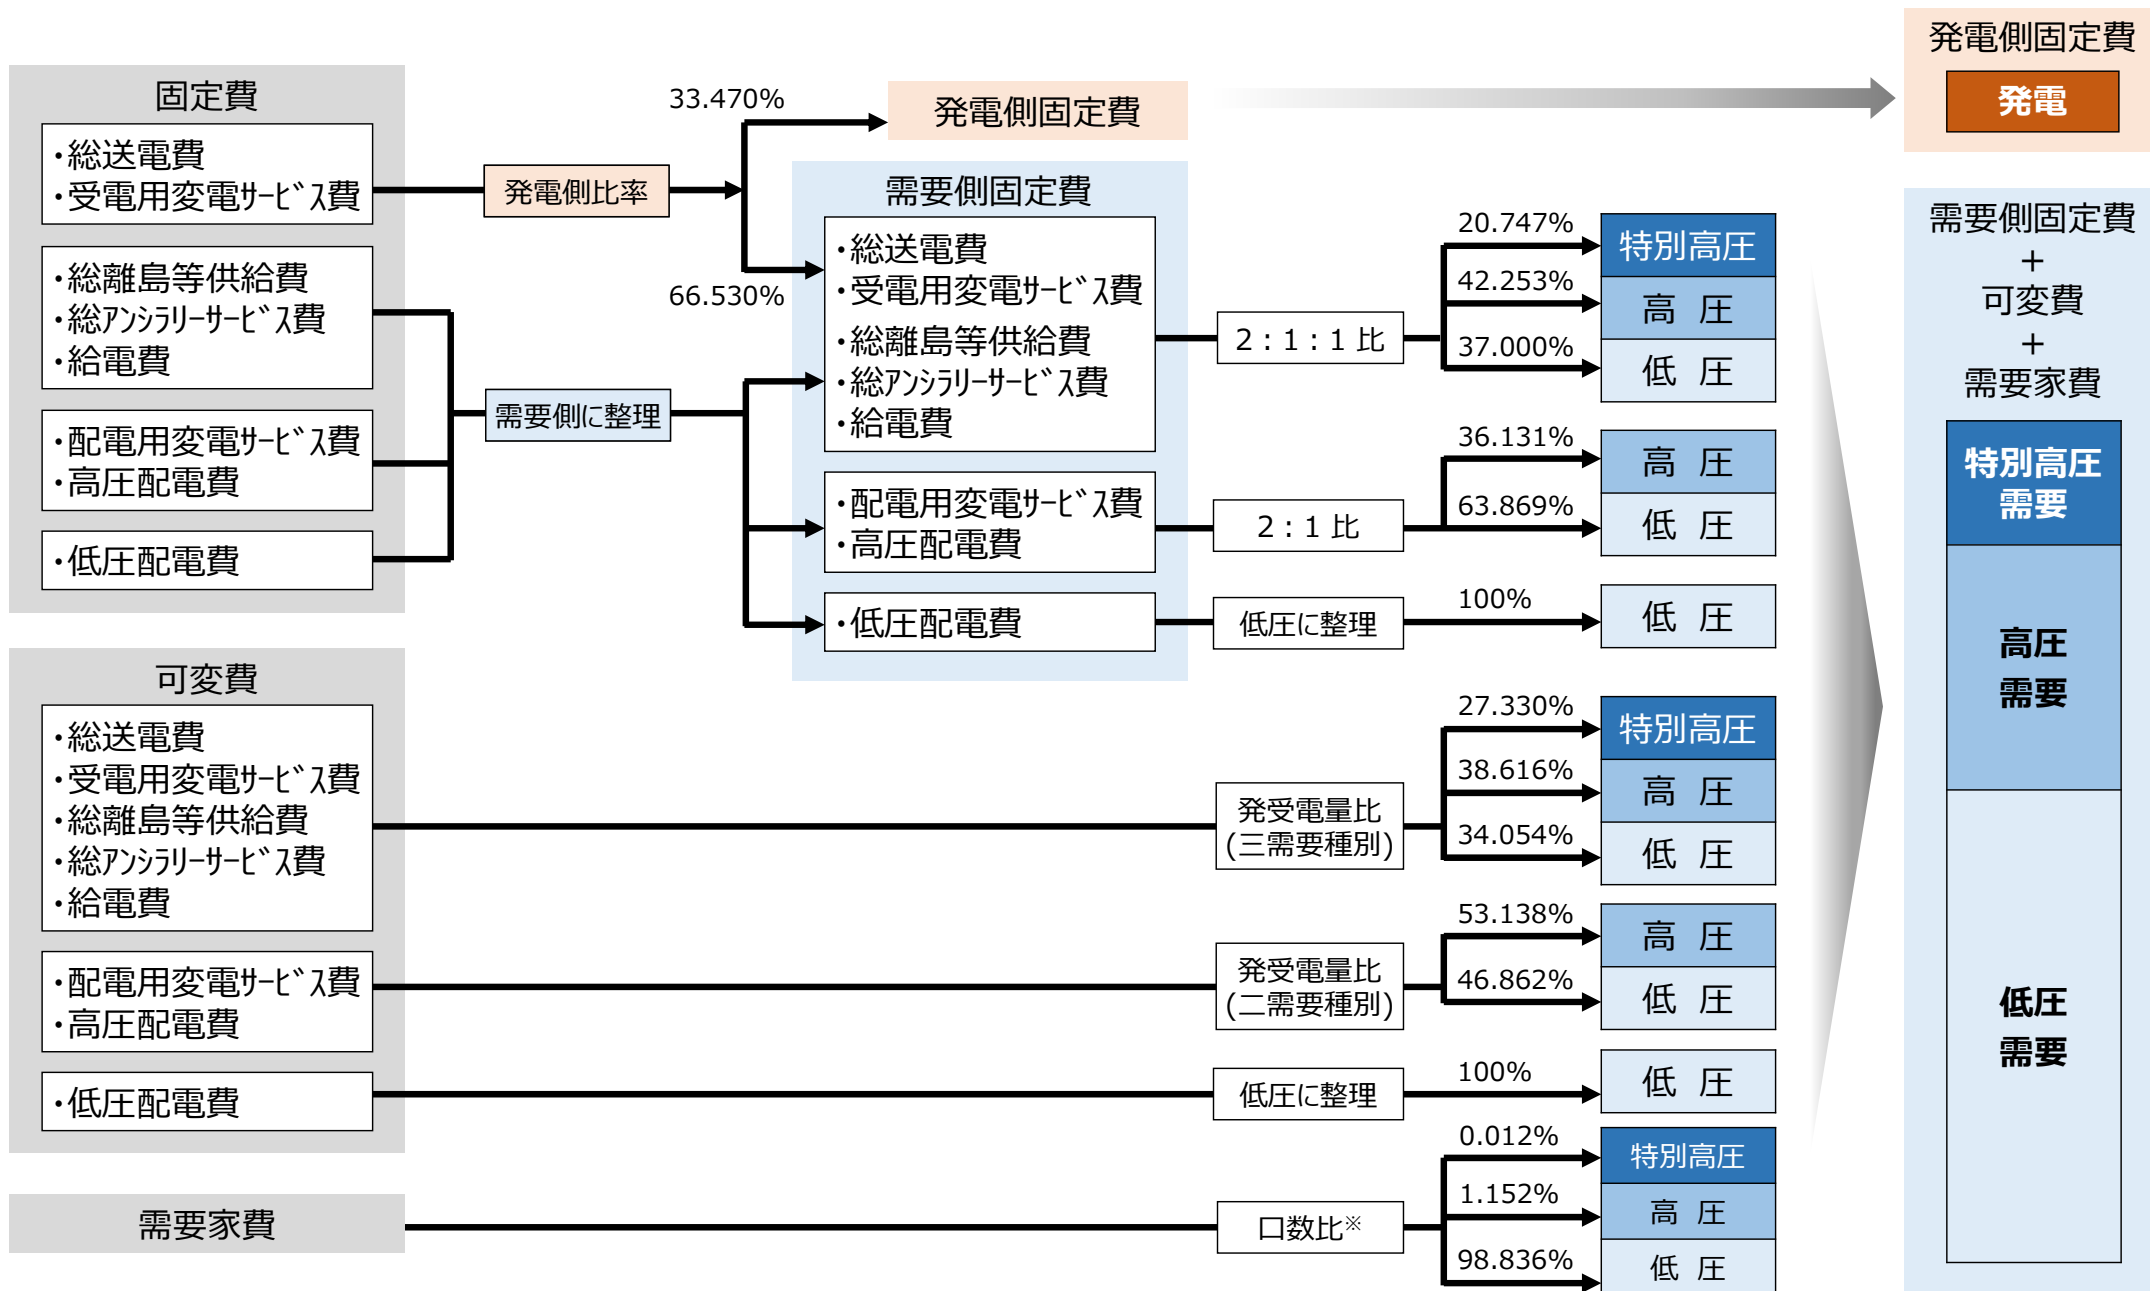 固定費
・総送電費
・受電用変電サービス費
・総離島等供給費
・総アンシラリーサービス費
・給電費
・配電用変電サービス費
・高圧配電費
・低圧配電費
発電側比率
需要側に整理
33.470%
66.530%
発電側固定費
需要側固定費
・総送電費
・受電用変電サービス費
・総離島等供給費
・総アンシラリーサービス費
・給電費
・配電用変電サービス費
・高圧配電費
・低圧配電費
2：1：1 比
20.747%
特別高圧
42.253%
高 圧
37.000%
低 圧
2：1 比
36.131%
高 圧
63.869%
低 圧
低圧に整理
100%
低 圧
可変費
・総送電費
・受電用変電サービス費
・総離島等供給費
・総アンシラリーサービス費
・給電費
・配電用変電サービス費
・高圧配電費
・低圧配電費
発受電量比
(三需要種別)
27.330%
特別高圧
38.616%
高 圧
34.054%
低 圧
発受電量比
(二需要種別)
53.138%
高 圧
46.862%
低 圧
低圧に整理
100%
低 圧
需要家費
口数比※
0.012%
特別高圧
1.152%
高 圧
98.836%
低 圧
発電側固定費
発電
需要側固定費
＋
可変費
＋
需要家費
特別高圧
需要
高圧
需要
低圧
需要